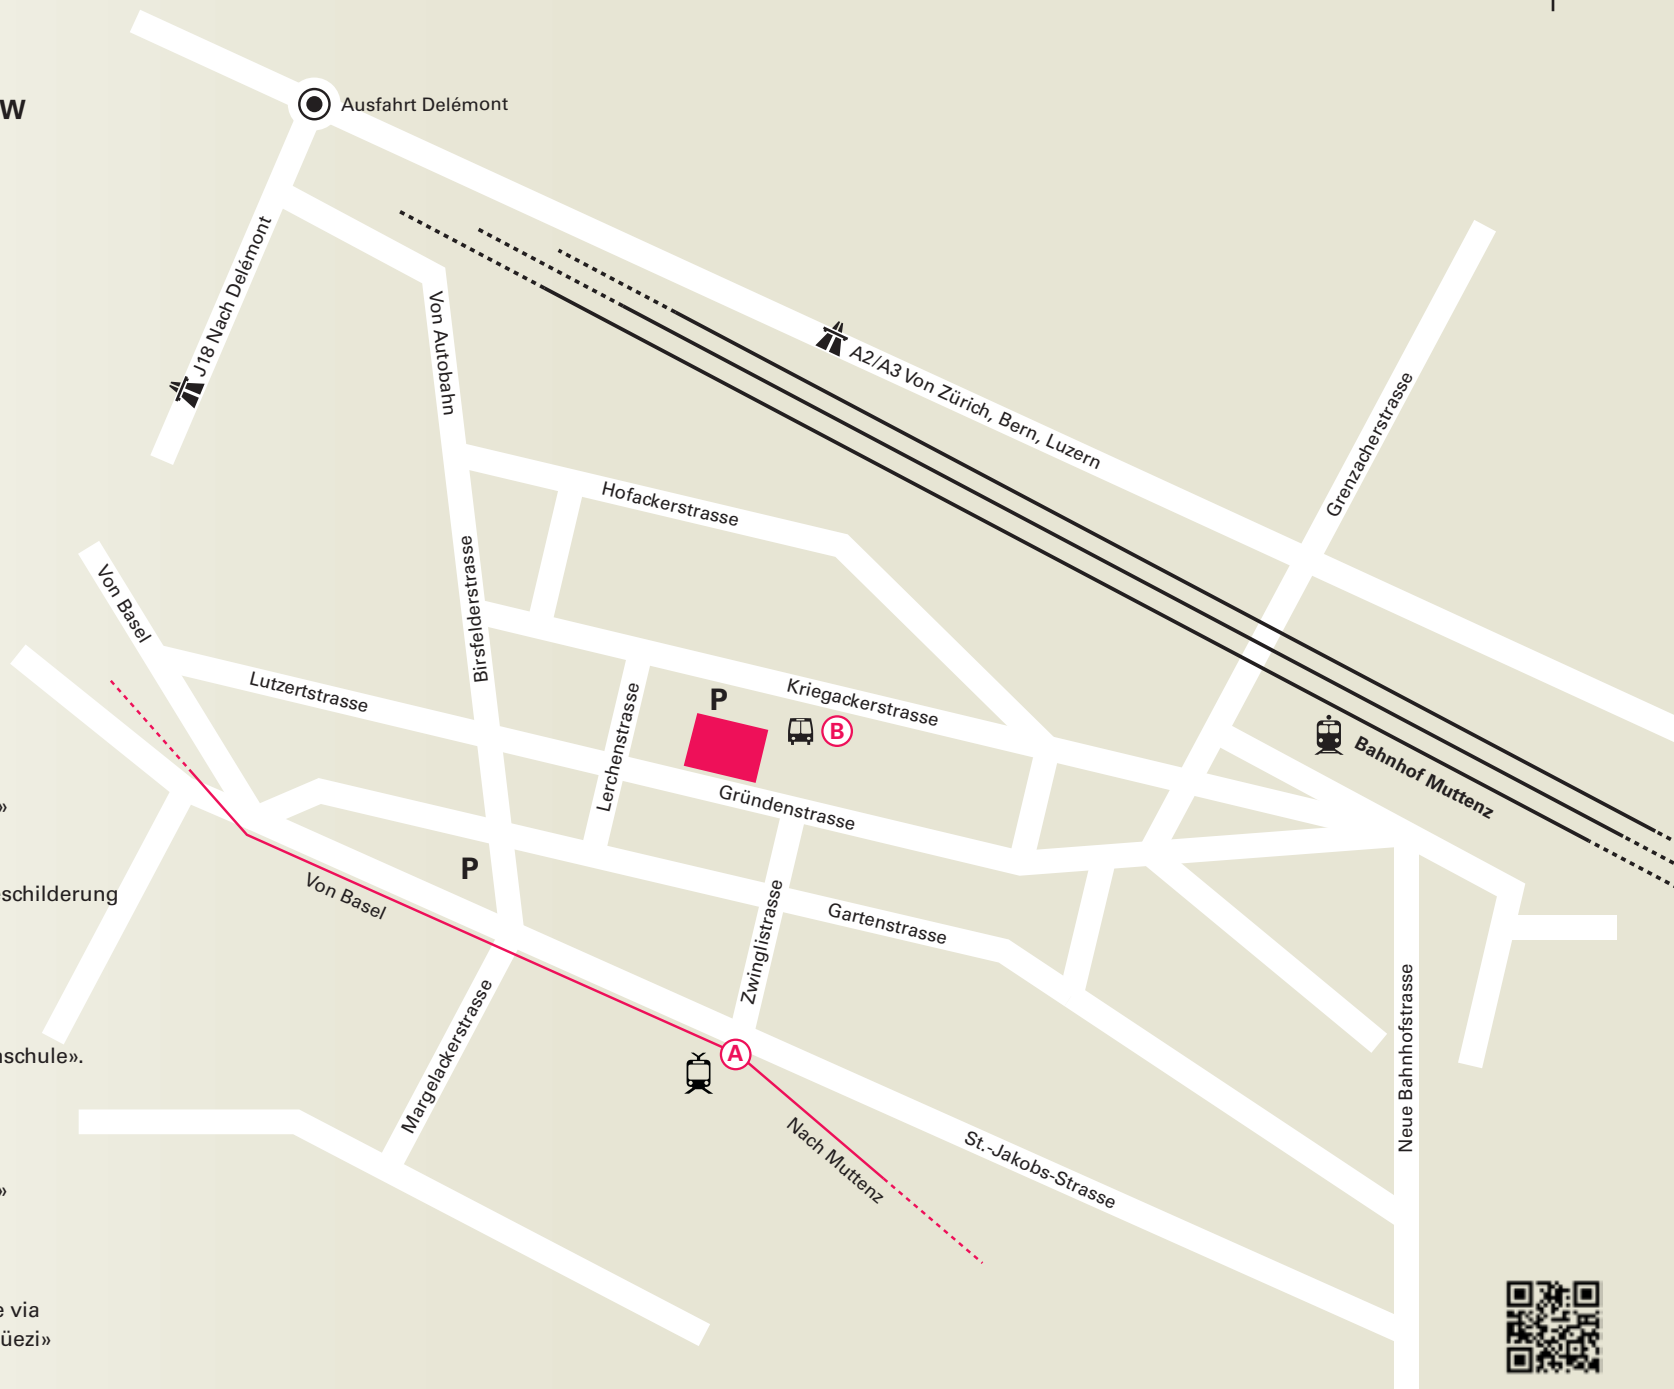 W
Ausfahrt Delémont
J18 Nach Delémont
Von Autobahn
A2/A3 Von Zürich, Bern, Luzern
Grenzacherstrasse
Hofackerstrasse
Von Basel
Birsfelderstrasse
Lutzertstrasse
Lerchenstrasse
P
Kriegackerstrasse
B
Bahnhof Muttenz
Gründenstrasse
»
P
Von Basel
schilderung
Gartenstrasse
Zwinglistrasse
Margelackerstrasse
Neue Bahnhofstrasse
schule».
A
Nach Muttenz
St.-Jakobs-Strasse
»
e via
üezi»